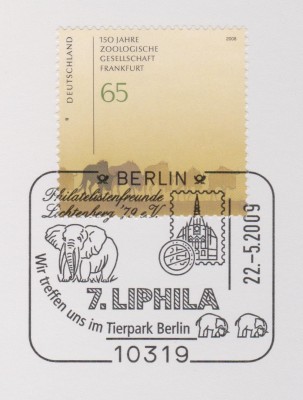 DEUTSCHLAND
150 JAHRE
ZOOLOGISCHE
GESELLSCHAFT
FRANKFURT
2008
65
BERLIN
Philatelistenfreunde
Lichtenberg '79 e.V.
22.-5.2009
7. LIPHILA
Wir treffen uns im Tierpark Berlin
10319